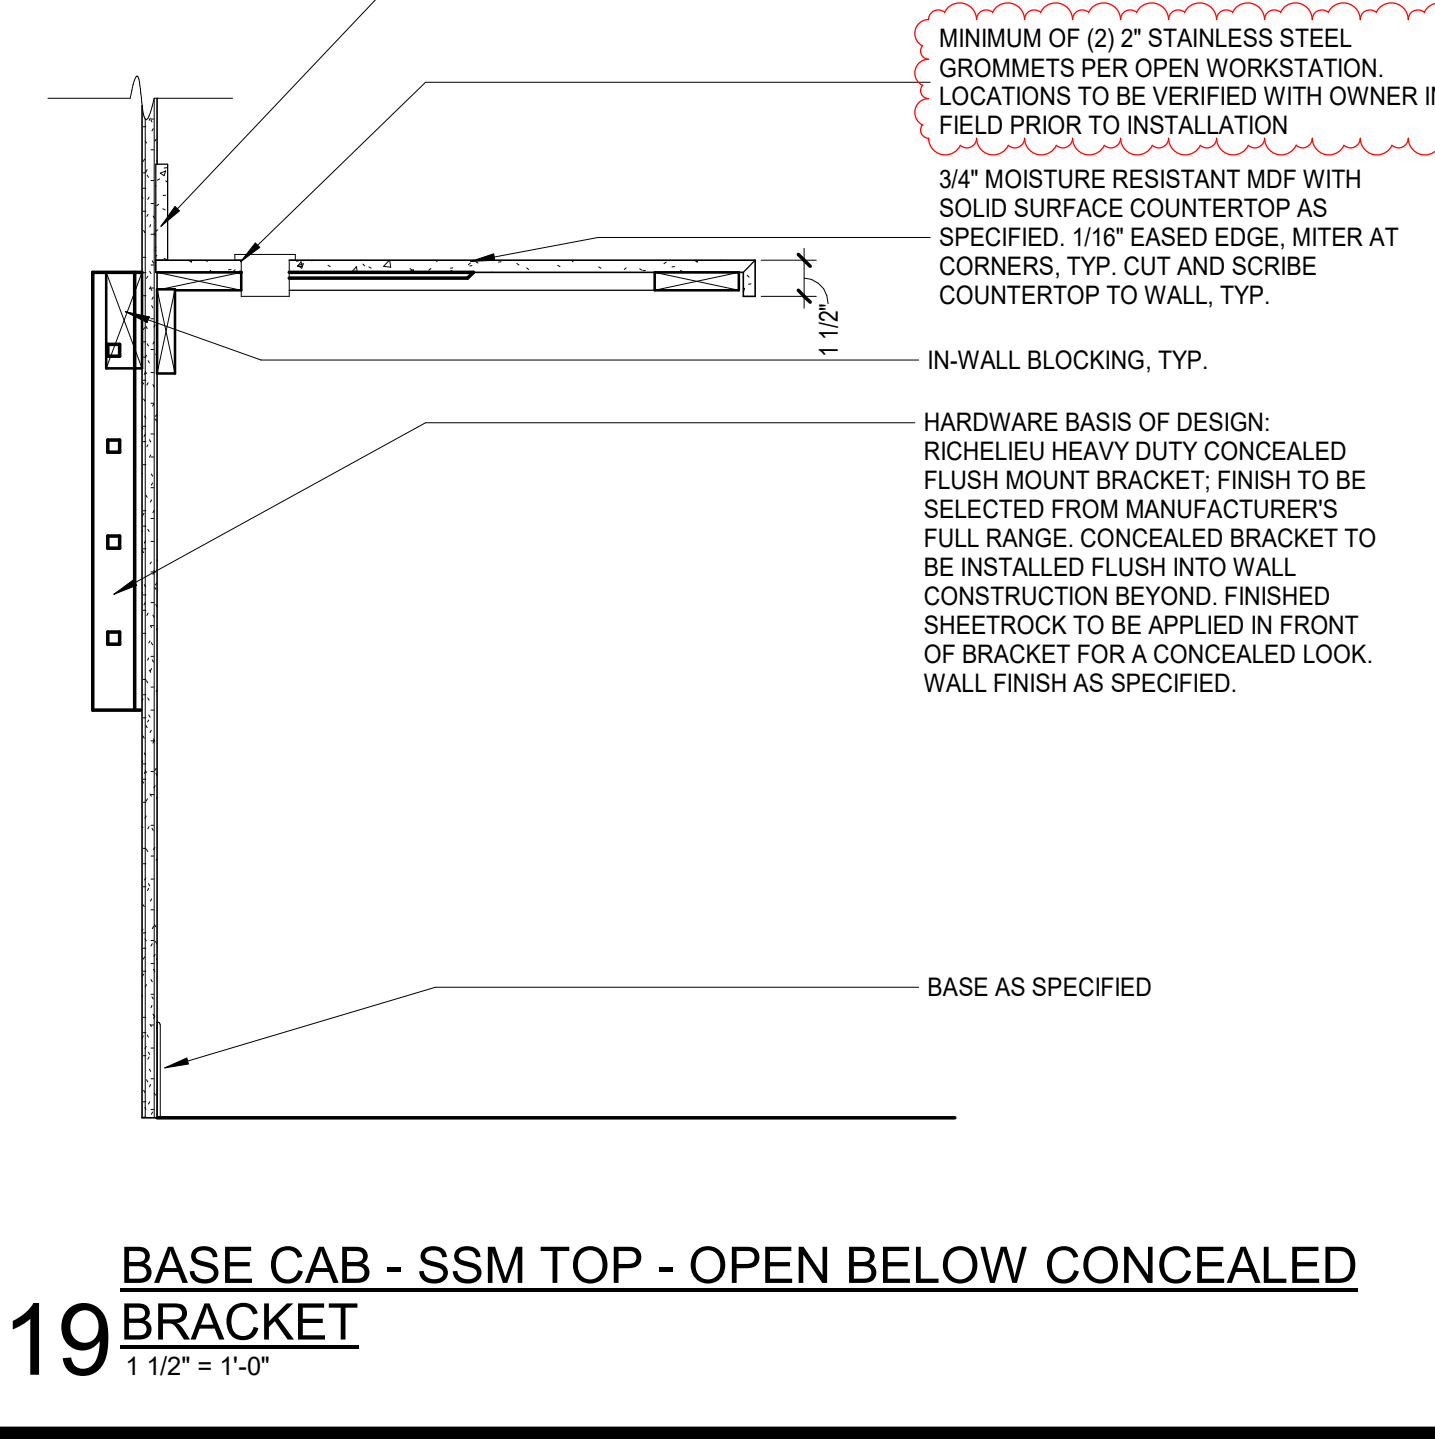 MINIMUM OF (2) 2" STAINLESS STEEL
GROMMETS PER OPEN WORKSTATION.
LOCATIONS TO BE VERIFIED WITH OWNER
FIELD PRIOR TO INSTALLATION
3/4" MOISTURE RESISTANT MDF WITH
SOLID SURFACE COUNTERTOP AS
SPECIFIED. 1/16" EASED EDGE, MITER AT
CORNERS, TYP. CUT AND SCRIBE
COUNTERTOP TO WALL, TYP.
1 1/2"
IN-WALL BLOCKING, TYP.
HARDWARE BASIS OF DESIGN:
RICHELIEU HEAVY DUTY CONCEALED
FLUSH MOUNT BRACKET; FINISH TO BE
SELECTED FROM MANUFACTURER'S
FULL RANGE. CONCEALED BRACKET TO
BE INSTALLED FLUSH INTO WALL
CONSTRUCTION BEYOND. FINISHED
SHEETROCK TO BE APPLIED IN FRONT
OF BRACKET FOR A CONCEALED LOOK.
WALL FINISH AS SPECIFIED.
BASE AS SPECIFIED
BASE CAB - SSM TOP - OPEN BELOW CONCEALED
19 BRACKET
1 1/2" = 1'-0"